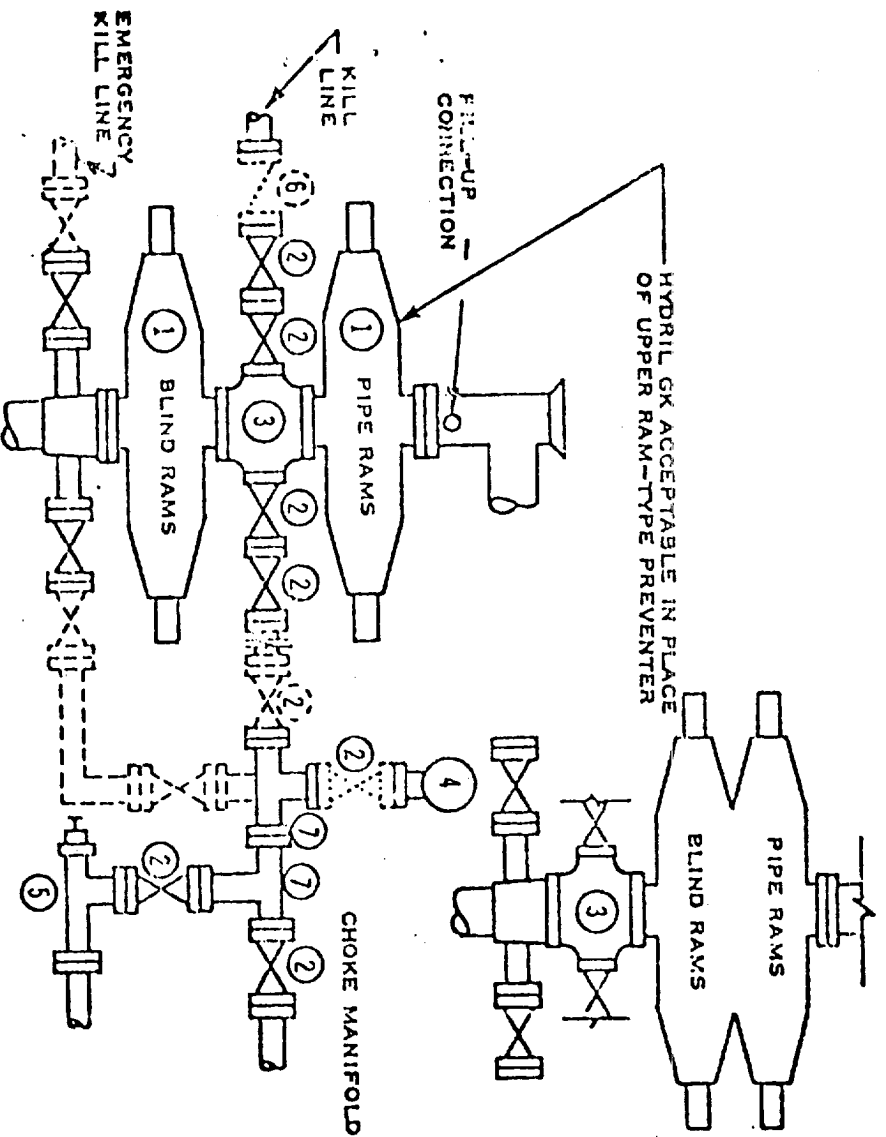 HYDRIL GK ACCEPTABLE IN PLACE
OF UPPER RAM-TYPE PREVENTER
FILL-UP
CONNECTION
KILL
LINE
EMERGENCY
KILL LINE
PIPE RAMS
1
BLIND RAMS
1
6
2
2
3
2
2
2
2
4
7
7
2
2
5
CHOKE MANIFOLD
PIPE RAMS
BLIND RAMS
3